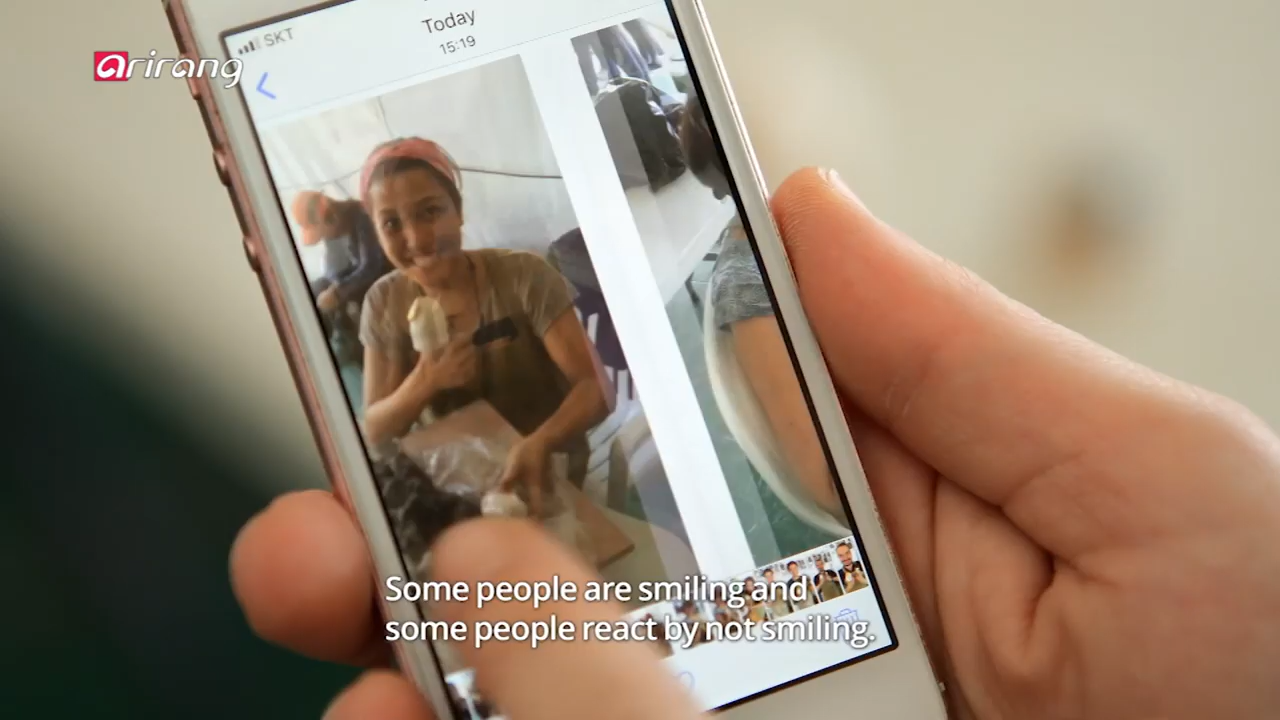 arirang
SKT
Today
15:19
Some people are smiling and
some people react by not smiling.